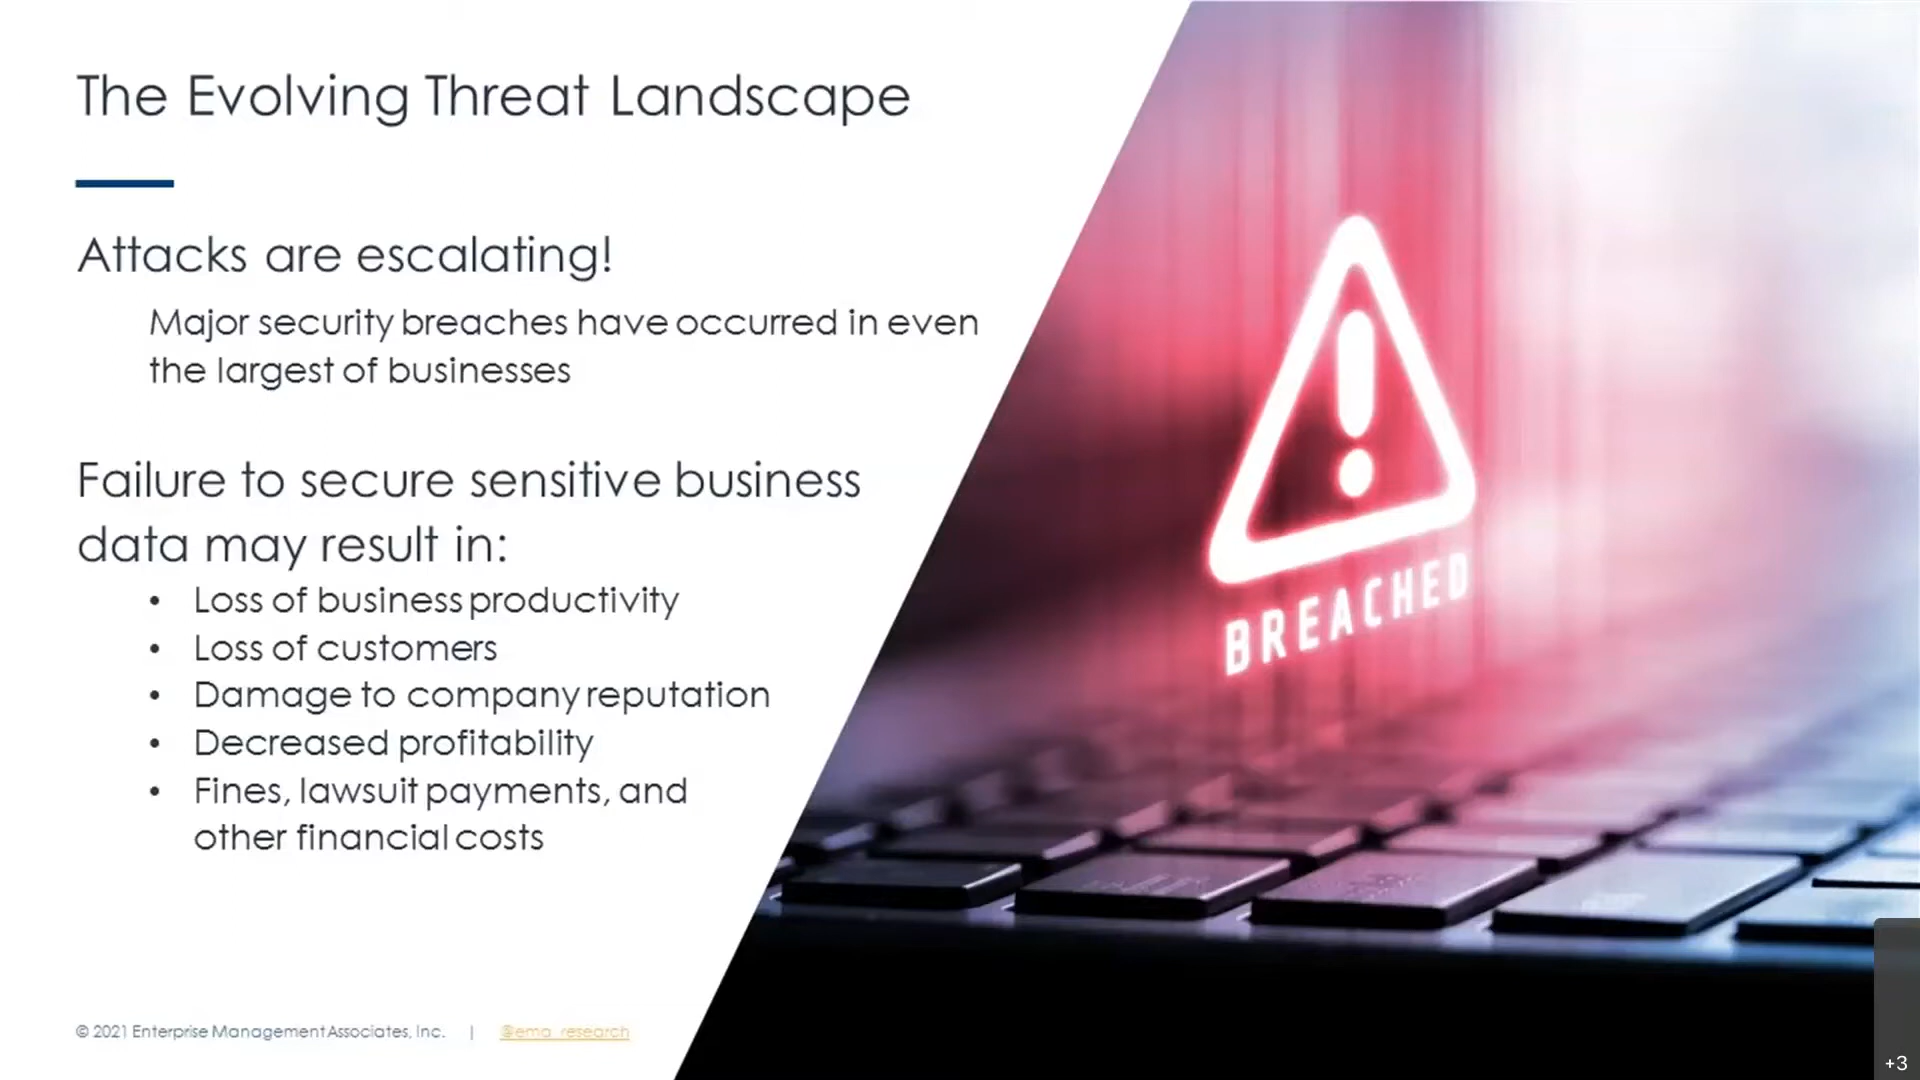 The Evolving Threat Landscape
Attacks are escalating!
Major security breaches have occurred in even
the largest of businesses
Failure to secure sensitive business
data may result in:
• Loss of business productivity
• Loss of customers
• Damage to company reputation
• Decreased profitability
• Fines, lawsuit payments, and
other financial costs
BREACHED
© 2021 Enterprise Management Associates, Inc. | @ema_research
+3